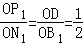 OP₁/ON₁ = OD/OB₁ = 1/2